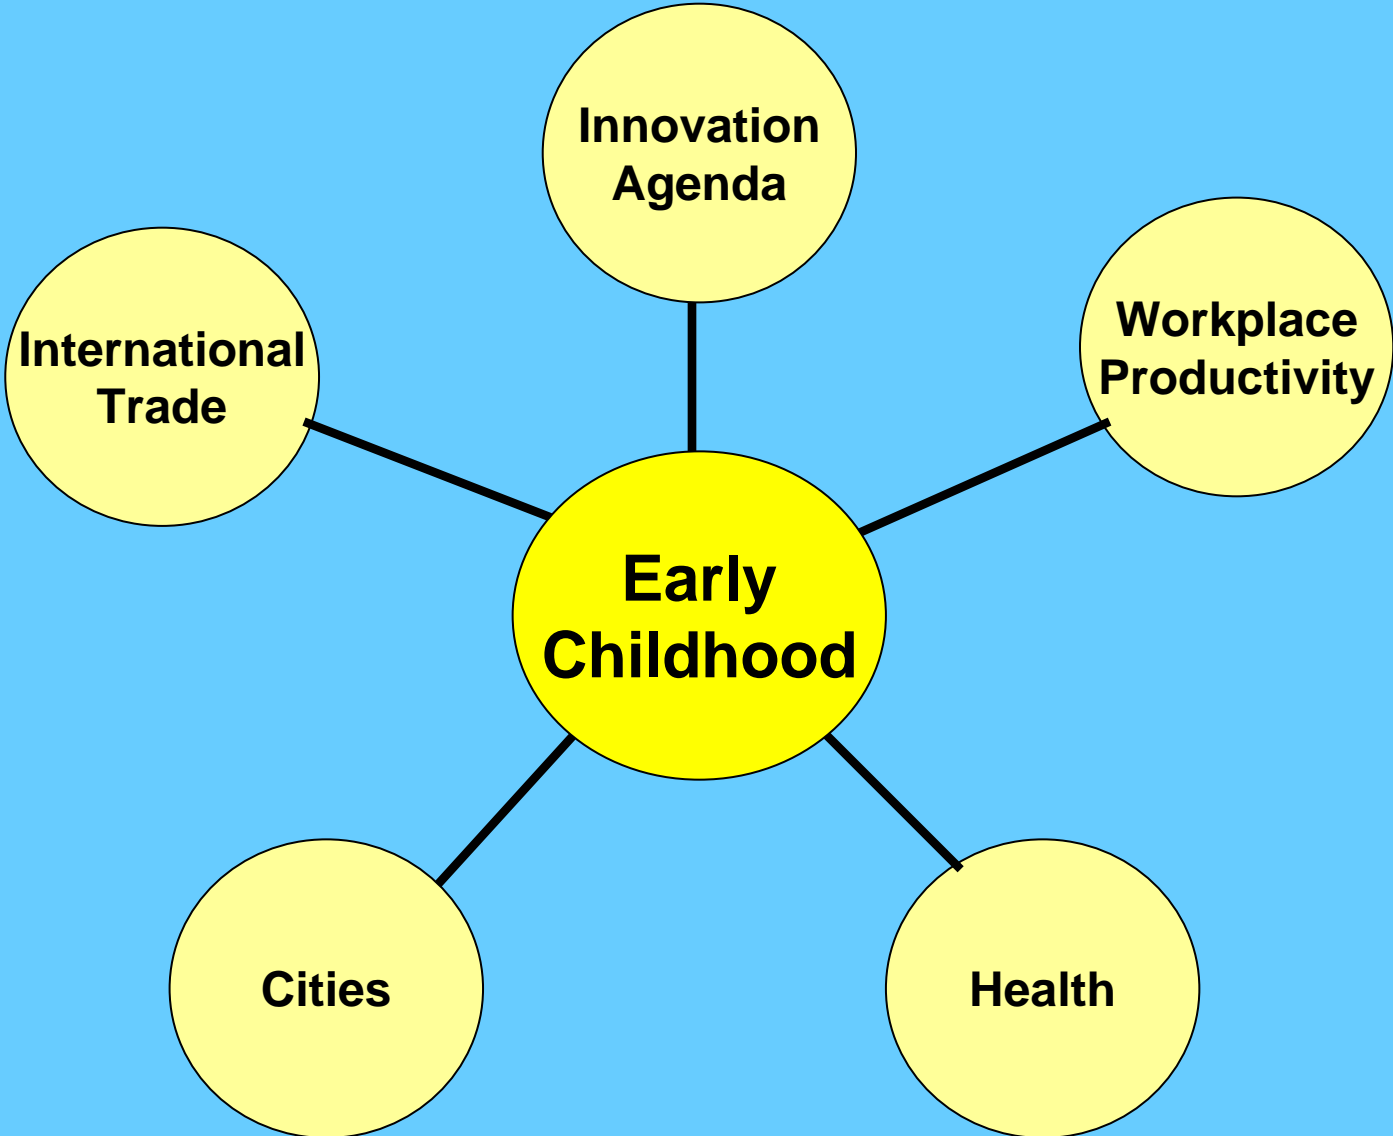 Innovation
Agenda
International
Trade
Workplace
Productivity
Early
Childhood
Cities
Health